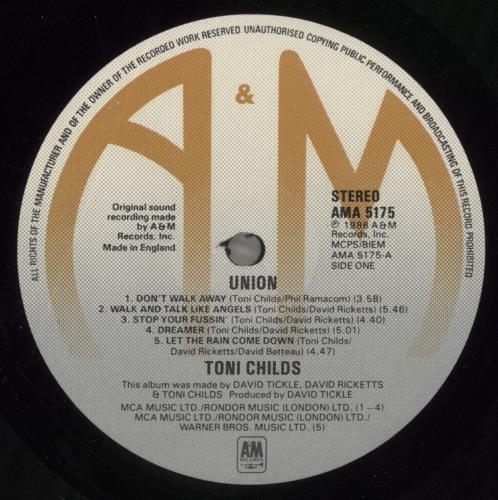 ALL RIGHTS OF THE MANUFACTURER AND OF THE OWNER OF THE RECORDED WORK RESERVED UNAUTHORISED COPYING PUBLIC PERFORMANCE AND BROADCASTING OF THIS RECORD PROHIBITED
A & M
Original sound
recording made
by A & M
Records, Inc.
Made in England
STEREO
AMA 5175
℗ 1988 A & M
Records, Inc.
MCPS/BIEM
AMA 5175-A
SIDE ONE
UNION
1. DON'T WALK AWAY (Toni Childs/Phil Ramacom) (3.58)
2. WALK AND TALK LIKE ANGELS (Toni Childs/David Ricketts) (5.46)
3. STOP YOUR FUSSIN' (Toni Childs/David Ricketts) (4.40)
4. DREAMER (Toni Childs/David Ricketts) (5.01)
5. LET THE RAIN COME DOWN (Toni Childs/
David Ricketts/David Batteau) (4.47)
TONI CHILDS
This album was made by DAVID TICKLE, DAVID RICKETTS
& TONI CHILDS Produced by DAVID TICKLE
MCA MUSIC LTD./RONDOR MUSIC (LONDON) LTD. (1–4)
MCA MUSIC LTD./RONDOR MUSIC (LONDON) LTD./
WARNER BROS. MUSIC LTD. (5)
A&M
RECORDS